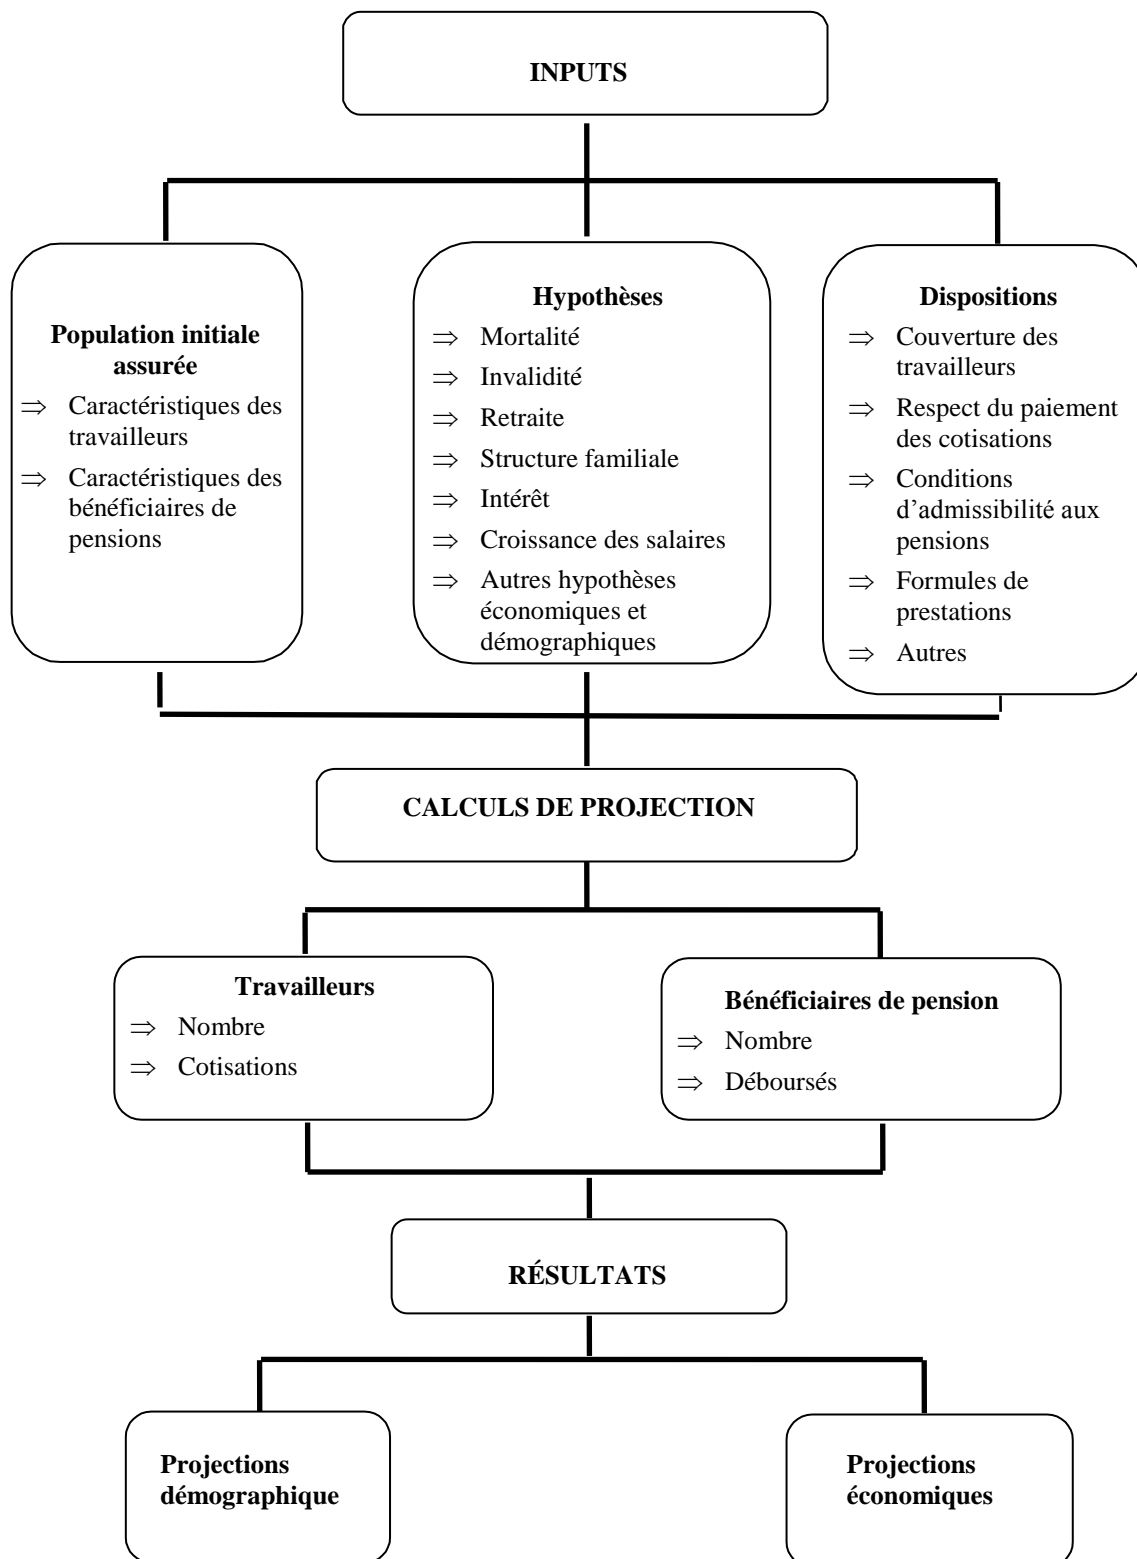 INPUTS
Population initiale
assurée
⇒ Caractéristiques des
travailleurs
⇒ Caractéristiques des
bénéficiaires de
pensions
Hypothèses
⇒ Mortalité
⇒ Invalidité
⇒ Retraite
⇒ Structure familiale
⇒ Intérêt
⇒ Croissance des salaires
⇒ Autres hypothèses
économiques et
démographiques
Dispositions
⇒ Couverture des
travailleurs
⇒ Respect du paiement
des cotisations
⇒ Conditions
d’admissibilité aux
pensions
⇒ Formules de
prestations
⇒ Autres
CALCULS DE PROJECTION
Travailleurs
⇒ Nombre
⇒ Cotisations
Bénéficiaires de pension
⇒ Nombre
⇒ Déboursés
RÉSULTATS
Projections
démographique
Projections
économiques